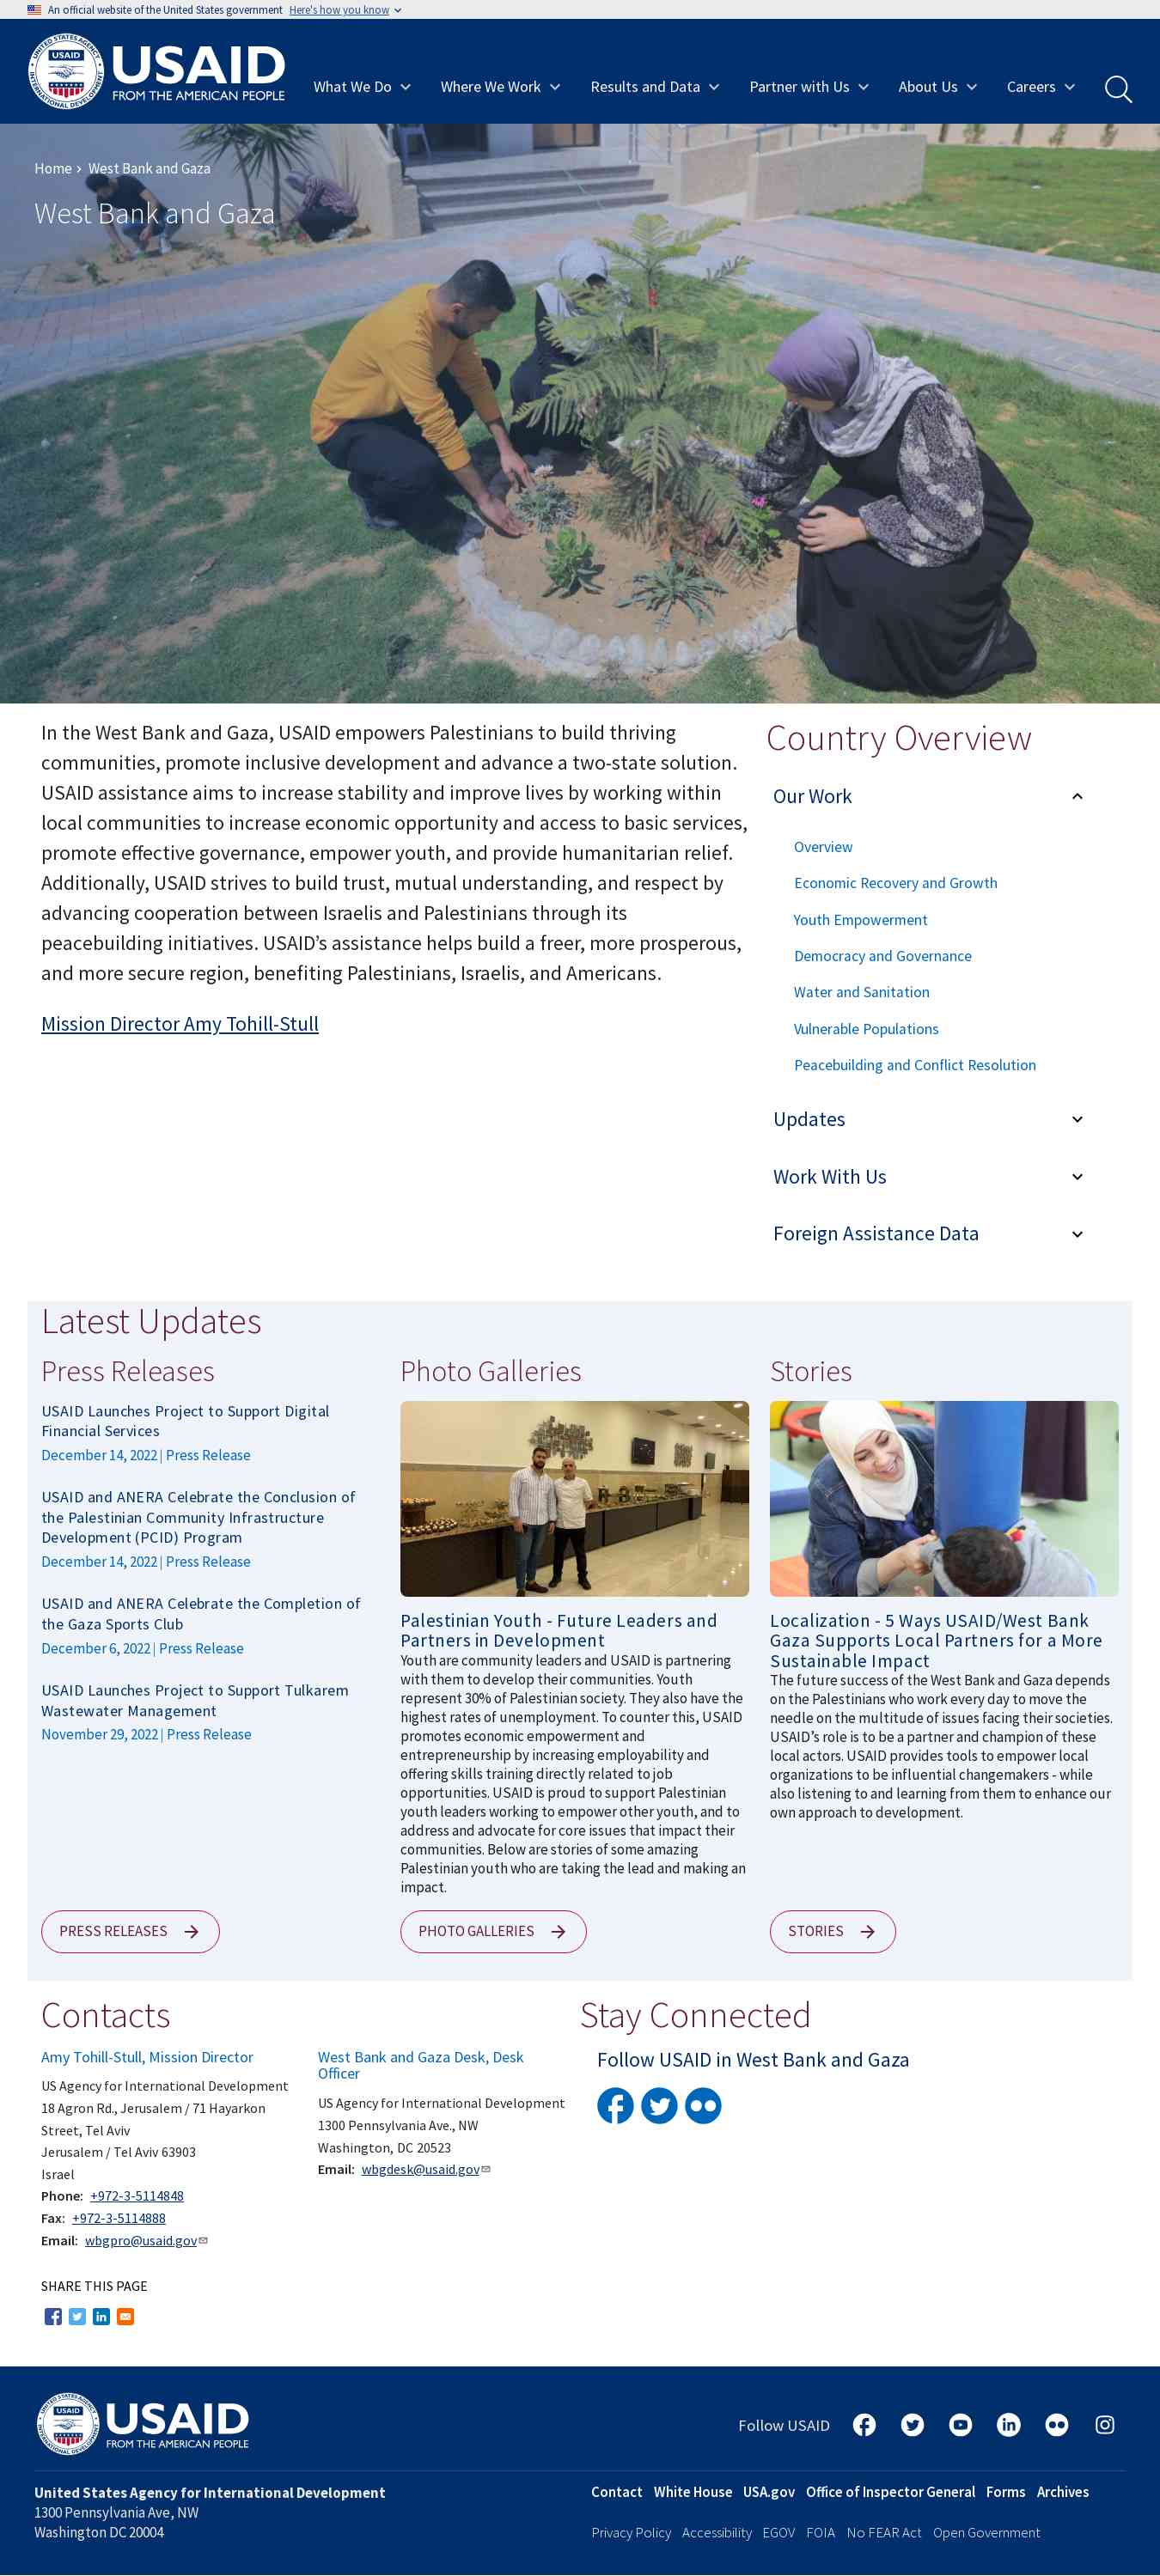 An official website of the United States government Here's how you know
USAID
USAID
FROM THE AMERICAN PEOPLE
What We Do
Where We Work
Results and Data
Partner with Us
About Us
Careers
Home › West Bank and Gaza
West Bank and Gaza
In the West Bank and Gaza, USAID empowers Palestinians to build thriving
communities, promote inclusive development and advance a two-state solution.
USAID assistance aims to increase stability and improve lives by working within
local communities to increase economic opportunity and access to basic services,
promote effective governance, empower youth, and provide humanitarian relief.
Additionally, USAID strives to build trust, mutual understanding, and respect by
advancing cooperation between Israelis and Palestinians through its
peacebuilding initiatives. USAID’s assistance helps build a freer, more prosperous,
and more secure region, benefiting Palestinians, Israelis, and Americans.
Mission Director Amy Tohill-Stull
Country Overview
Our Work
Overview
Economic Recovery and Growth
Youth Empowerment
Democracy and Governance
Water and Sanitation
Vulnerable Populations
Peacebuilding and Conflict Resolution
Updates
Work With Us
Foreign Assistance Data
Latest Updates
Press Releases
USAID Launches Project to Support Digital
Financial Services
December 14, 2022 | Press Release
USAID and ANERA Celebrate the Conclusion of
the Palestinian Community Infrastructure
Development (PCID) Program
December 14, 2022 | Press Release
USAID and ANERA Celebrate the Completion of
the Gaza Sports Club
December 6, 2022 | Press Release
USAID Launches Project to Support Tulkarem
Wastewater Management
November 29, 2022 | Press Release
PRESS RELEASES
Photo Galleries
Palestinian Youth - Future Leaders and
Partners in Development
Youth are community leaders and USAID is partnering
with them to develop their communities. Youth
represent 30% of Palestinian society. They also have the
highest rates of unemployment. To counter this, USAID
promotes economic empowerment and
entrepreneurship by increasing employability and
offering skills training directly related to job
opportunities. USAID is proud to support Palestinian
youth leaders working to empower other youth, and to
address and advocate for core issues that impact their
communities. Below are stories of some amazing
Palestinian youth who are taking the lead and making an
impact.
PHOTO GALLERIES
Stories
Localization - 5 Ways USAID/West Bank
Gaza Supports Local Partners for a More
Sustainable Impact
The future success of the West Bank and Gaza depends
on the Palestinians who work every day to move the
needle on the multitude of issues facing their societies.
USAID’s role is to be a partner and champion of these
local actors. USAID provides tools to empower local
organizations to be influential changemakers - while
also listening to and learning from them to enhance our
own approach to development.
STORIES
Contacts
Amy Tohill-Stull, Mission Director
US Agency for International Development
18 Agron Rd., Jerusalem / 71 Hayarkon
Street, Tel Aviv
Jerusalem / Tel Aviv 63903
Israel
Phone: +972-3-5114848
Fax: +972-3-5114888
Email: wbgpro@usaid.gov
West Bank and Gaza Desk, Desk
Officer
US Agency for International Development
1300 Pennsylvania Ave., NW
Washington, DC 20523
Email: wbgdesk@usaid.gov
Stay Connected
Follow USAID in West Bank and Gaza
SHARE THIS PAGE
USAID
USAID
FROM THE AMERICAN PEOPLE
Follow USAID
United States Agency for International Development
1300 Pennsylvania Ave, NW
Washington DC 20004
Contact White House USA.gov Office of Inspector General Forms Archives
Privacy Policy Accessibility EGOV FOIA No FEAR Act Open Government